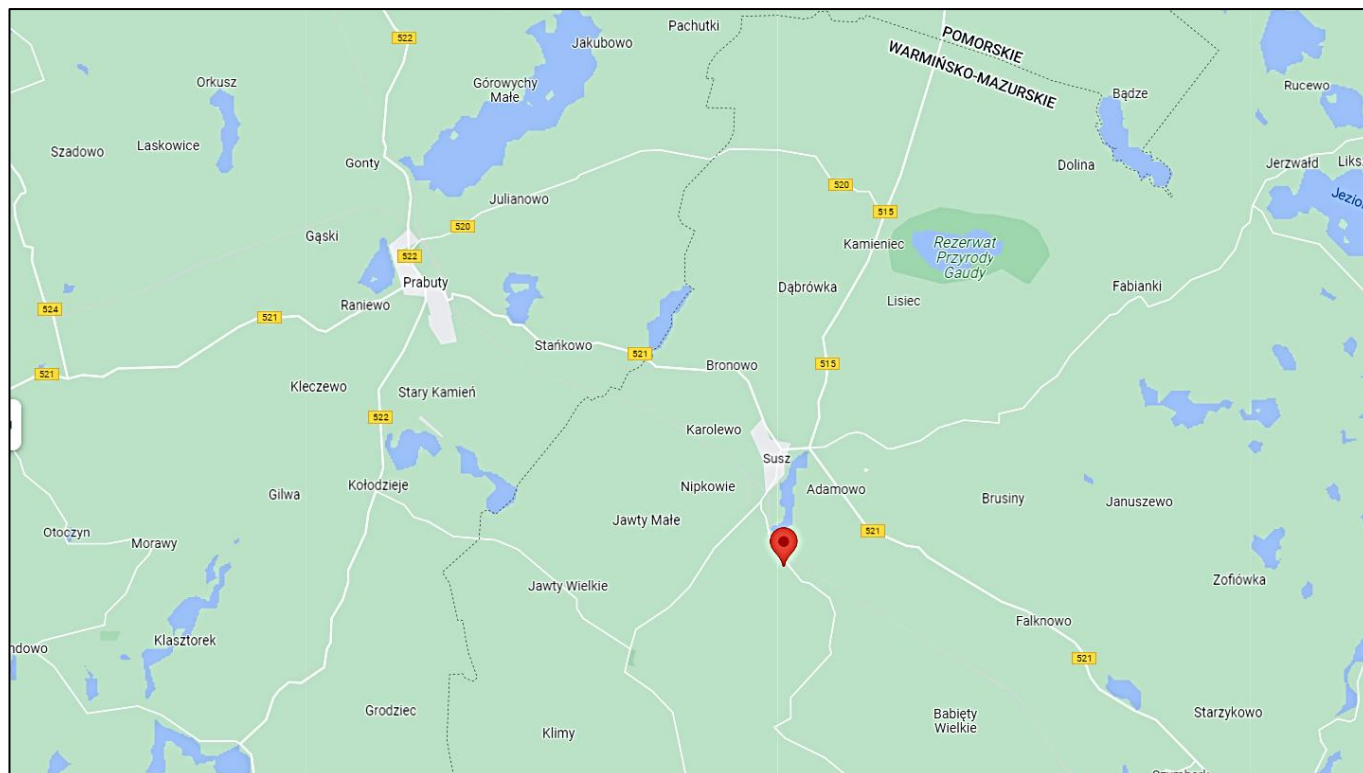 Pachutki
522
POMORSKIE
Jakubowo
WARMIŃSKO-MAZURSKIE
Orkusz
Górowychy
Małe
Bądze
Rucewo
Szadowo
Laskowice
Gonty
Dolina
Jerzwałd
520
Julianowo
515
Gąski
520
Kamieniec
Rezerwat
Przyrody
Gaudy
522
Prabuty
Dąbrówka
Fabianki
Raniewo
Lisiec
524
521
Stańkowo
521
Bronowo
515
521
Kleczewo
Stary Kamień
522
Karolewo
Susz
Gilwa
Kołodzieje
Nipkowie
Adamowo
Brusiny
Januszewo
Jawty Małe
Otoczyn
Morawy
521
Jawty Wielkie
Zofiówka
Falknowo
Klasztorek
521
Grodziec
Babięty
Wielkie
Starzykowo
Klimy